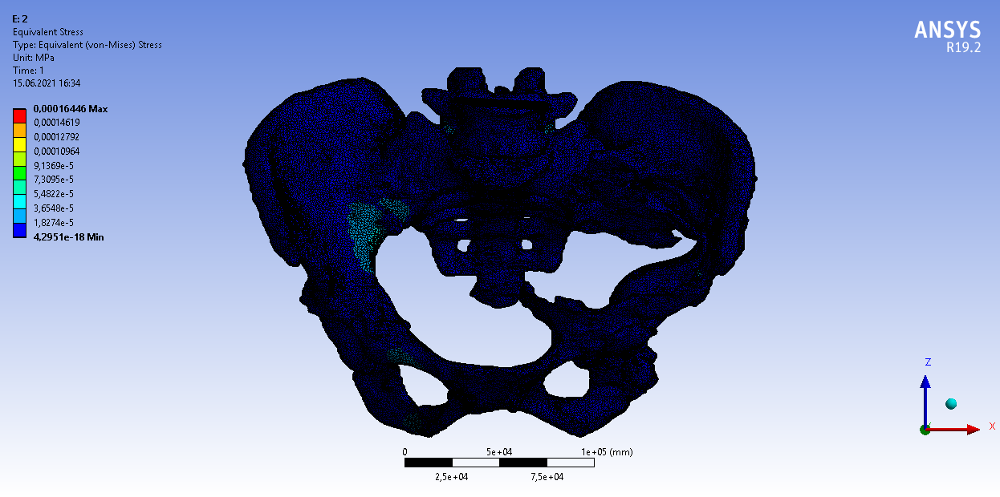 E: 2
Equivalent Stress
Type: Equivalent (von-Mises) Stress
Unit: MPa
Time: 1
15.06.2021 16:34
0,00016446 Max
0,00014619
0,00012792
0,00010964
9,1369e-5
7,3095e-5
5,4822e-5
3,6548e-5
1,8274e-5
4,2951e-18 Min
ANSYS
R19.2
Z
X
0 5e+04 1e+05 (mm)
2,5e+04 7,5e+04